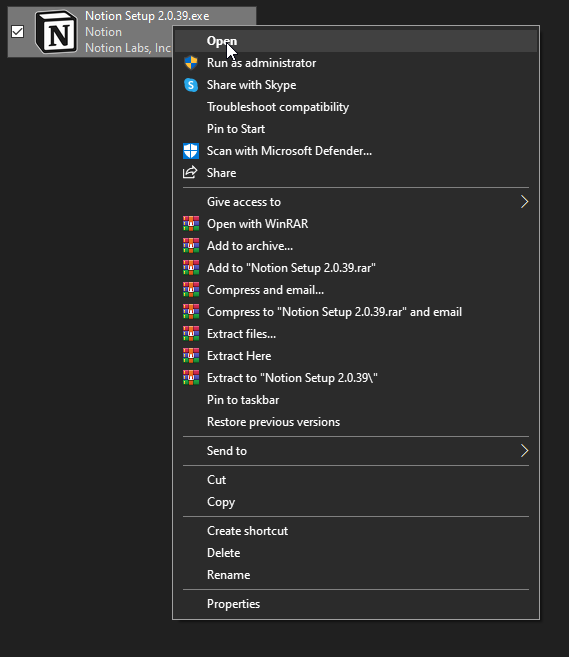 Notion Setup 2.0.39.exe
Notion
Notion Labs, Inc
Open
Run as administrator
Share with Skype
Troubleshoot compatibility
Pin to Start
Scan with Microsoft Defender...
Share
Give access to
Open with WinRAR
Add to archive...
Add to "Notion Setup 2.0.39.rar"
Compress and email...
Compress to "Notion Setup 2.0.39.rar" and email
Extract files...
Extract Here
Extract to "Notion Setup 2.0.39\"
Pin to taskbar
Restore previous versions
Send to
Cut
Copy
Create shortcut
Delete
Rename
Properties